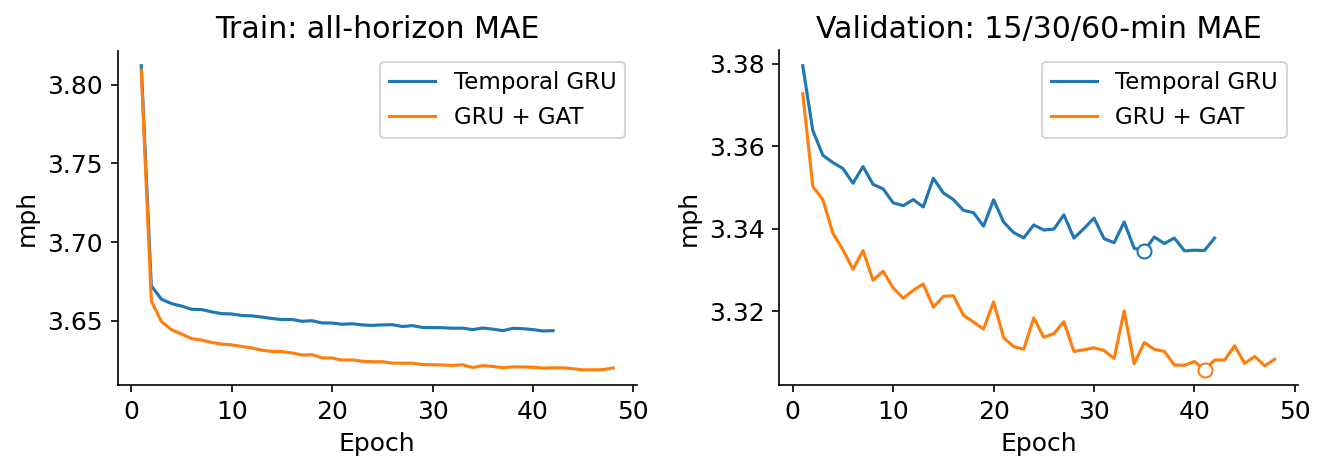 Train: all-horizon MAE
mph
3.80
3.75
3.70
3.65
Temporal GRU
GRU + GAT
0 10 20 30 40 50
Epoch
Validation: 15/30/60-min MAE
mph
3.38
3.36
3.34
3.32
Temporal GRU
GRU + GAT
0 10 20 30 40 50
Epoch